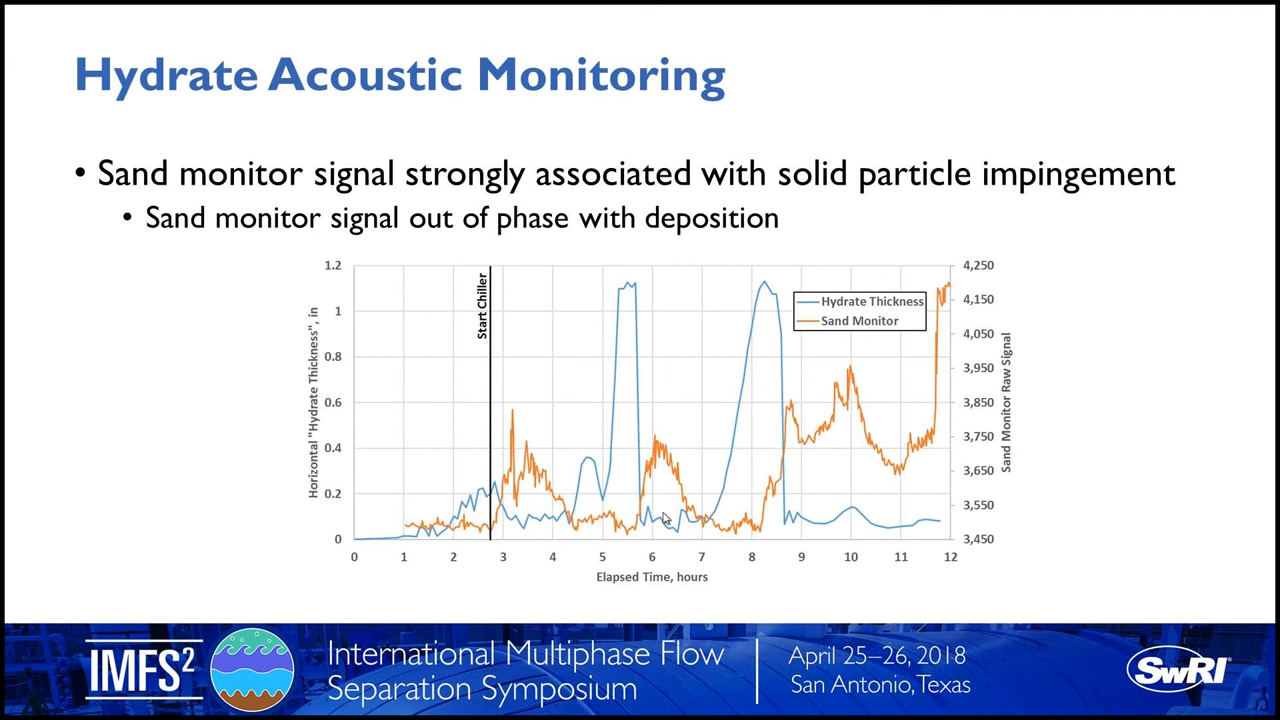 Hydrate Acoustic Monitoring
• Sand monitor signal strongly associated with solid particle impingement
• Sand monitor signal out of phase with deposition
1.2
1
0.8
0.6
0.4
0.2
0
Horizontal "Hydrate Thickness", in
Start Chiller
Hydrate Thickness
Sand Monitor
4,250
4,150
4,050
3,950
3,850
3,750
3,650
3,550
3,450
Sand Monitor Raw Signal
0 1 2 3 4 5 6 7 8 9 10 11 12
Elapsed Time, hours
IMFS²
International Multiphase Flow
Separation Symposium
April 25–26, 2018
San Antonio, Texas
SwRI®